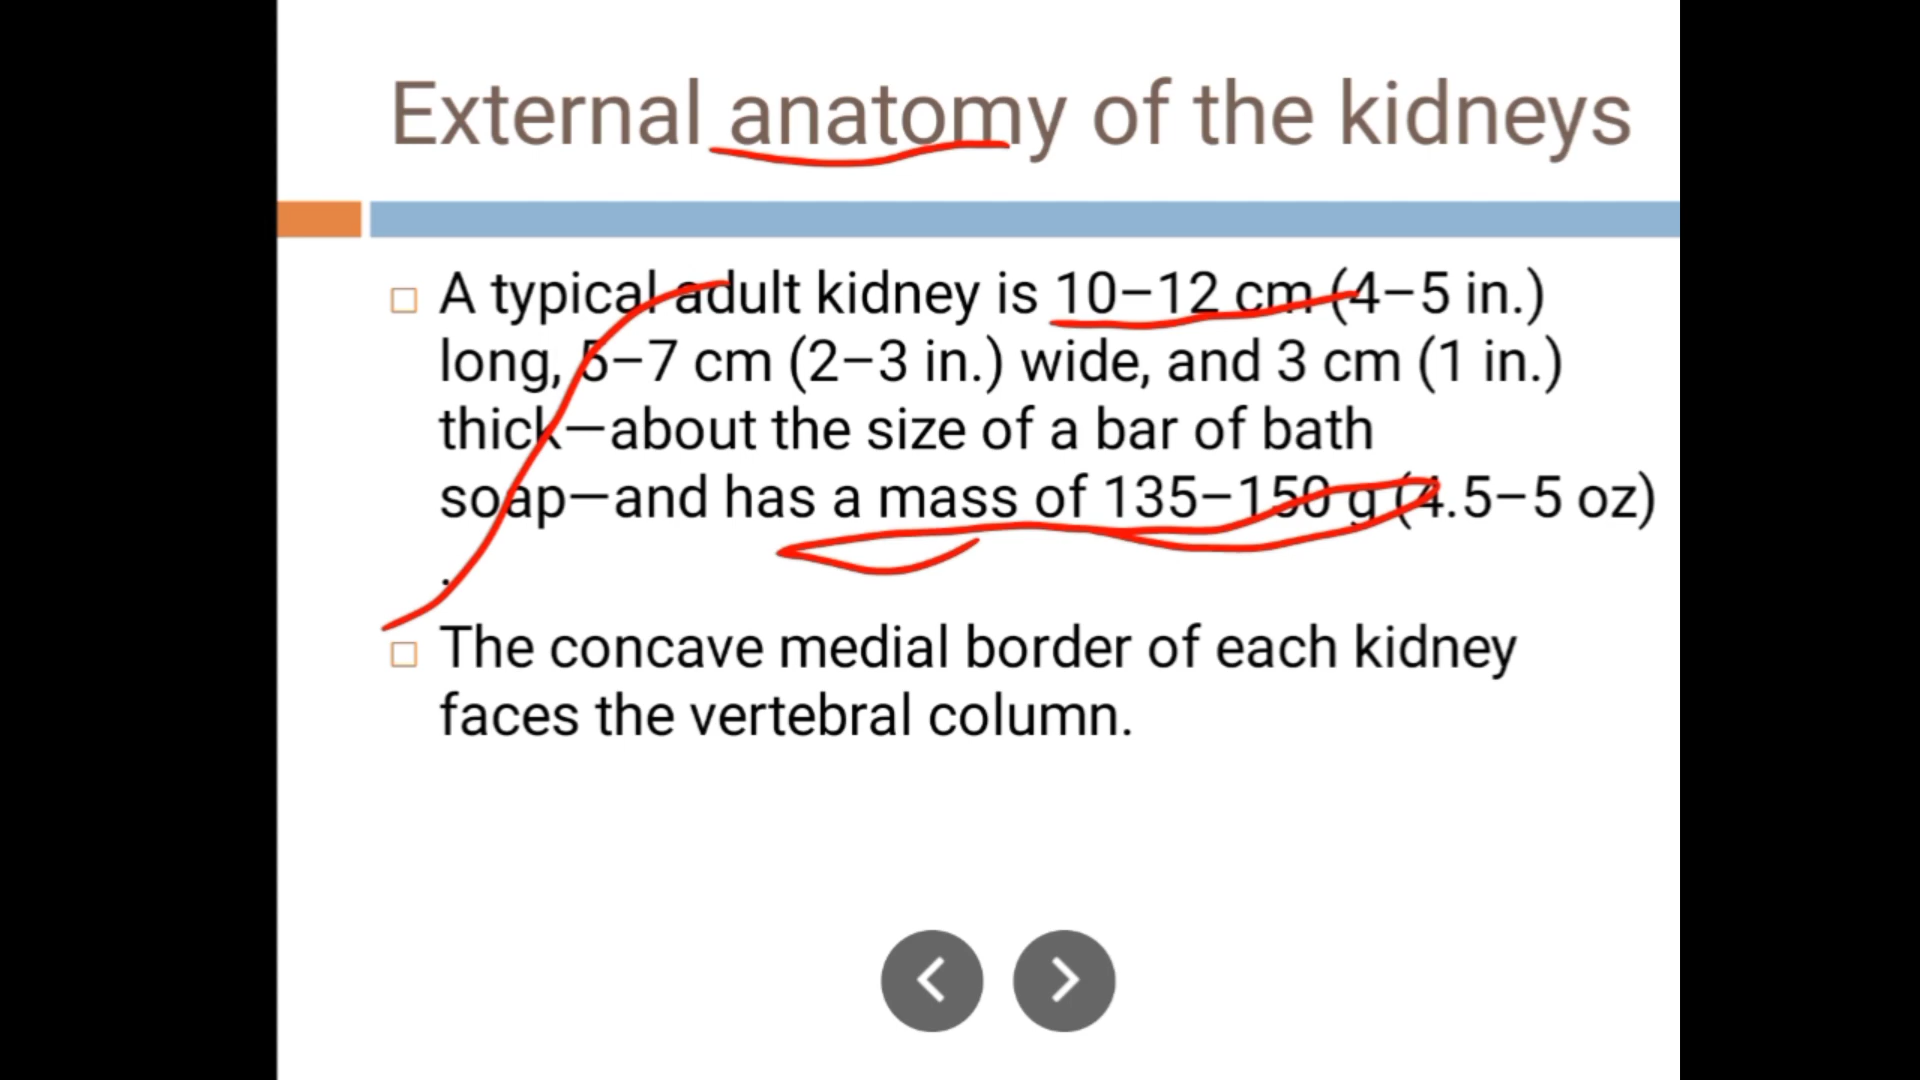 External anatomy of the kidneys
A typical adult kidney is 10–12 cm (4–5 in.)
long, 5–7 cm (2–3 in.) wide, and 3 cm (1 in.)
thick—about the size of a bar of bath
soap—and has a mass of 135–150 g (4.5–5 oz)
.
The concave medial border of each kidney
faces the vertebral column.